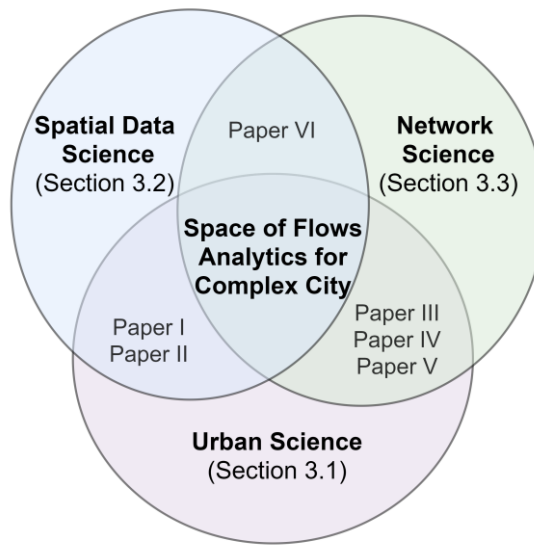 Spatial Data
Science
(Section 3.2)
Paper VI
Network
Science
(Section 3.3)
Space of Flows
Analytics for
Complex City
Paper I
Paper II
Paper III
Paper IV
Paper V
Urban Science
(Section 3.1)